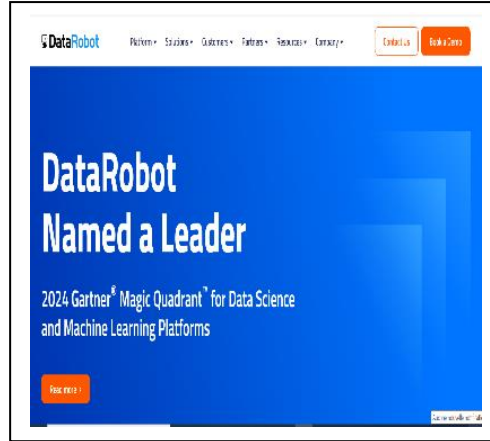 DataRobot
Platform Solutions Customers Partners Resources Company
Contact Us
Book a Demo
DataRobot
Named a Leader
2024 Gartner® Magic Quadrant™ for Data Science
and Machine Learning Platforms
Read more >